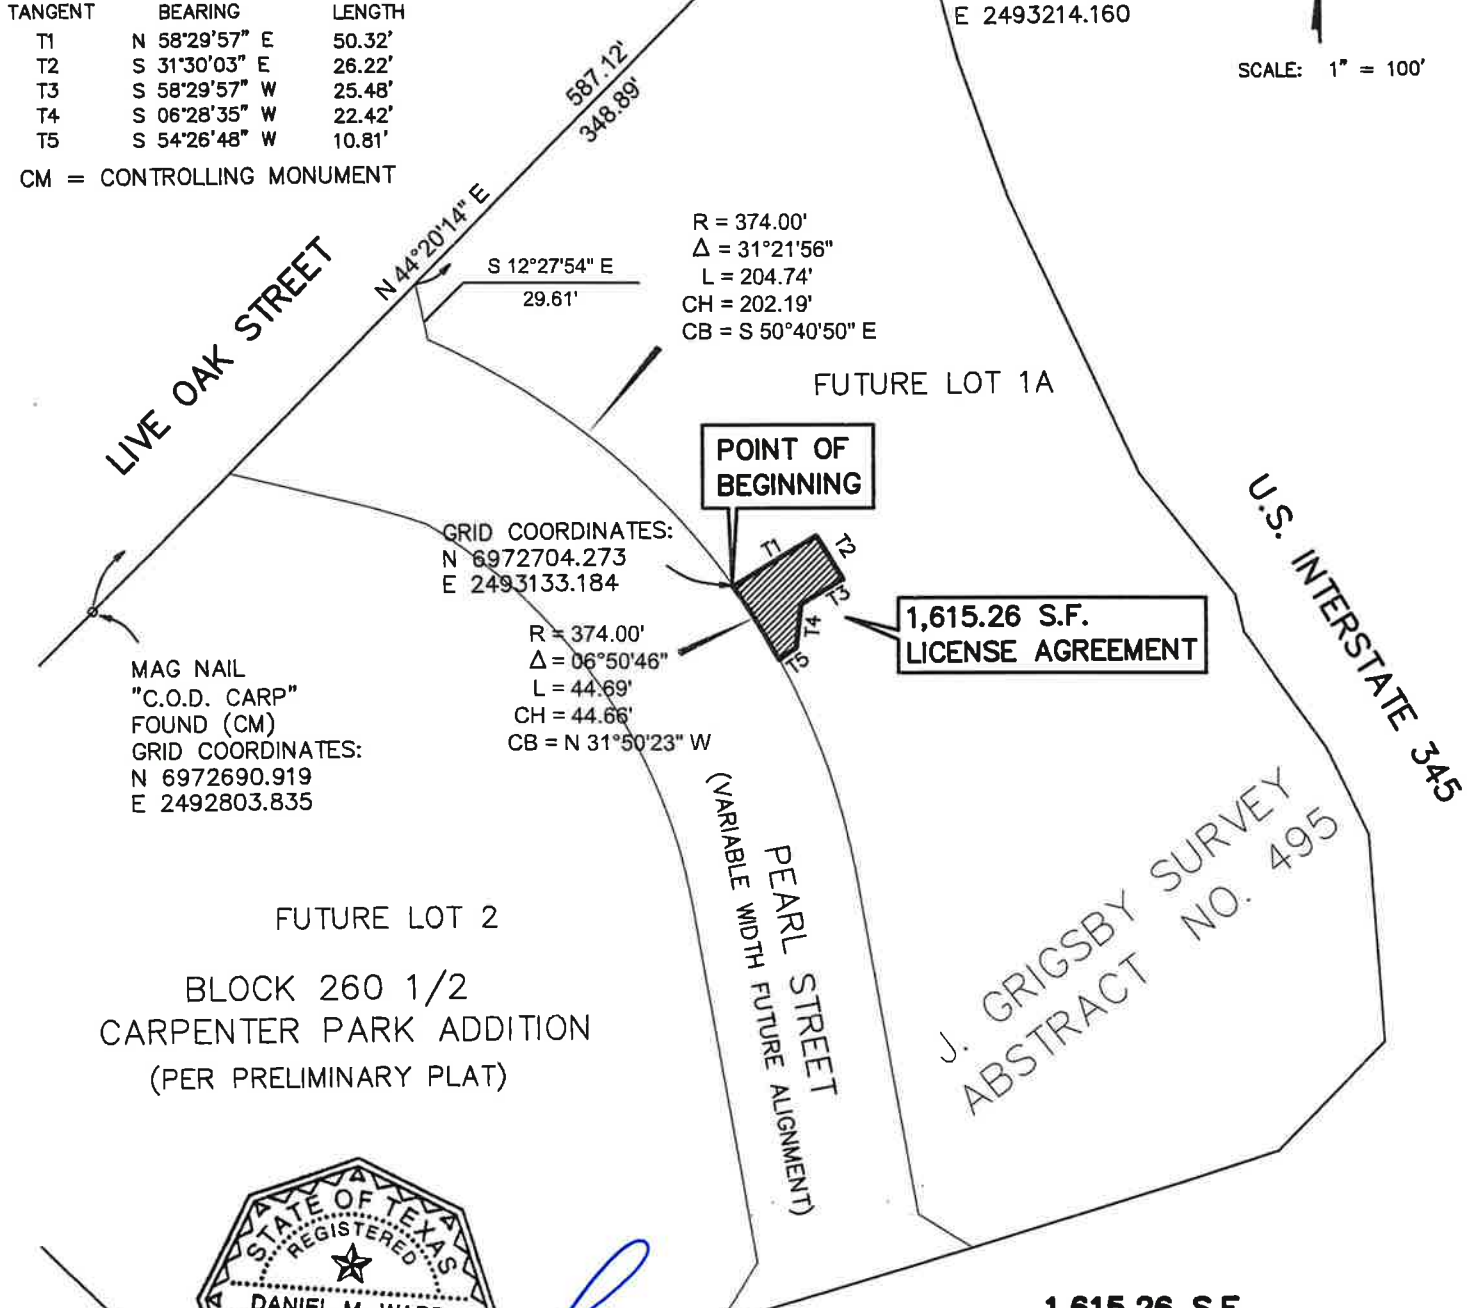 TANGENT BEARING LENGTH
T1 N 58°29'57" E 50.32'
T2 S 31°30'03" E 26.22'
T3 S 58°29'57" W 25.48'
T4 S 06°28'35" W 22.42'
T5 S 54°26'48" W 10.81'
CM = CONTROLLING MONUMENT
E 2493214.160
SCALE: 1" = 100'
587.12'
348.89'
N 44°20'14" E
LIVE OAK STREET
S 12°27'54" E
29.61'
R = 374.00'
Δ = 31°21'56"
L = 204.74'
CH = 202.19'
CB = S 50°40'50" E
FUTURE LOT 1A
POINT OF
BEGINNING
GRID COORDINATES:
N 6972704.273
E 2493133.184
T1
T2
T3
T4
T5
1,615.26 S.F.
LICENSE AGREEMENT
U.S. INTERSTATE 345
R = 374.00'
Δ = 06°50'46"
L = 44.69'
CH = 44.66'
CB = N 31°50'23" W
MAG NAIL
"C.O.D. CARP"
FOUND (CM)
GRID COORDINATES:
N 6972690.919
E 2492803.835
PEARL STREET
(VARIABLE WIDTH FUTURE ALIGNMENT)
J. GRIGSBY SURVEY
ABSTRACT NO. 495
FUTURE LOT 2
BLOCK 260 1/2
CARPENTER PARK ADDITION
(PER PRELIMINARY PLAT)
STATE OF TEXAS
REGISTERED
DANIEL M.
1,615.26 S.F.